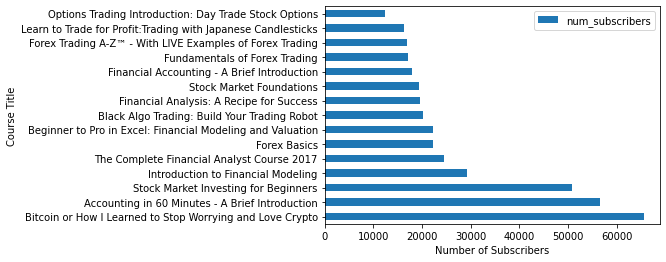 Options Trading Introduction: Day Trade Stock Options
Learn to Trade for Profit:Trading with Japanese Candlesticks
Forex Trading A-Z™ - With LIVE Examples of Forex Trading
Fundamentals of Forex Trading
Financial Accounting - A Brief Introduction
Stock Market Foundations
Financial Analysis: A Recipe for Success
Black Algo Trading: Build Your Trading Robot
Beginner to Pro in Excel: Financial Modeling and Valuation
Forex Basics
The Complete Financial Analyst Course 2017
Introduction to Financial Modeling
Stock Market Investing for Beginners
Accounting in 60 Minutes - A Brief Introduction
Bitcoin or How I Learned to Stop Worrying and Love Crypto
Course Title
num_subscribers
0 10000 20000 30000 40000 50000 60000
Number of Subscribers